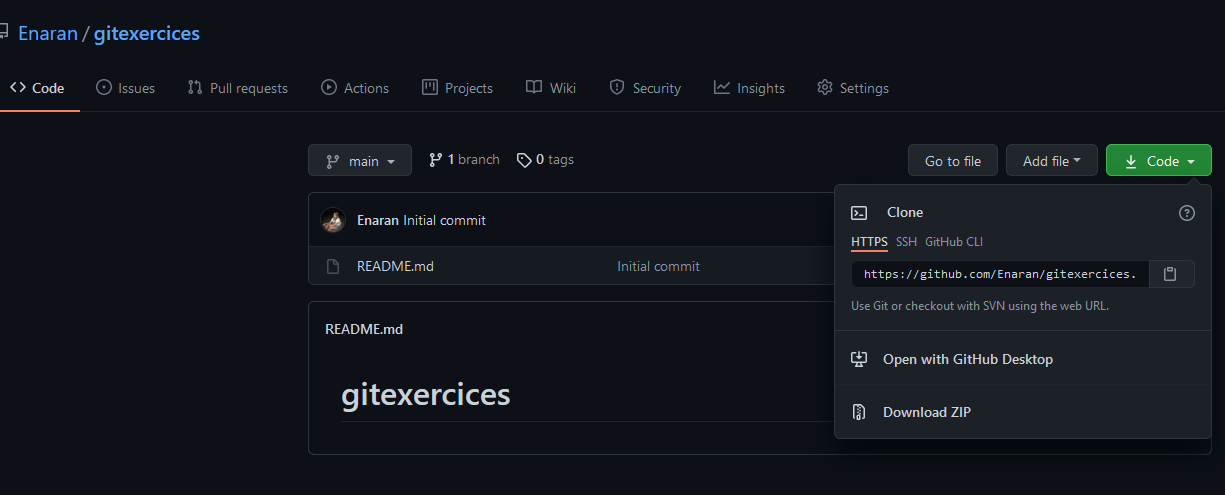 Enaran / gitexercices
Code Issues Pull requests Actions Projects Wiki Security Insights Settings
main 1 branch 0 tags Go to file Add file Code
Enaran Initial commit
README.md Initial commit
README.md
gitexercices
Clone
HTTPS SSH GitHub CLI
https://github.com/Enaran/gitexercices.
Use Git or checkout with SVN using the web URL.
Open with GitHub Desktop
Download ZIP